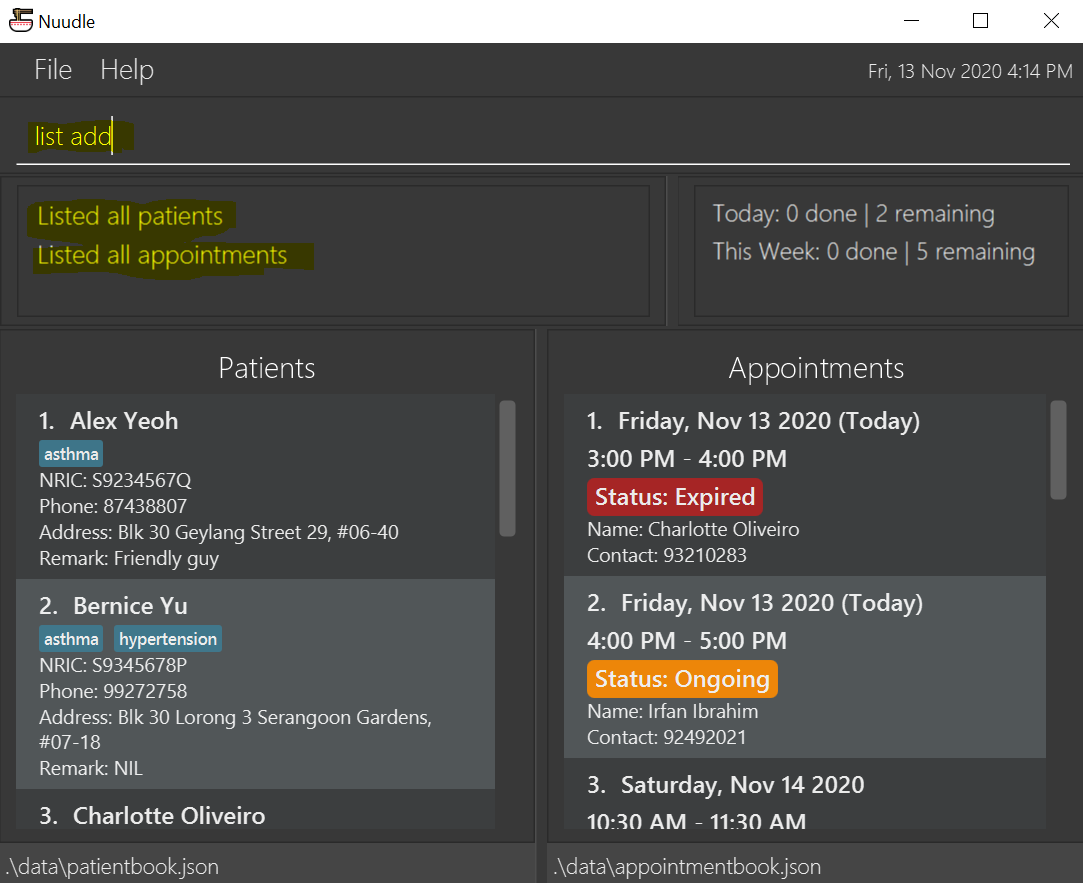 Nuudle
File Help
Fri, 13 Nov 2020 4:14 PM
list add
Listed all patients
Listed all appointments
Today: 0 done | 2 remaining
This Week: 0 done | 5 remaining
Patients
1. Alex Yeoh
asthma
NRIC: S9234567Q
Phone: 87438807
Address: Blk 30 Geylang Street 29, #06-40
Remark: Friendly guy
2. Bernice Yu
asthma hypertension
NRIC: S9345678P
Phone: 99272758
Address: Blk 30 Lorong 3 Serangoon Gardens,
#07-18
Remark: NIL
3. Charlotte Oliveiro
.\data\patientbook.json
Appointments
1. Friday, Nov 13 2020 (Today)
3:00 PM - 4:00 PM
Status: Expired
Name: Charlotte Oliveiro
Contact: 93210283
2. Friday, Nov 13 2020 (Today)
4:00 PM - 5:00 PM
Status: Ongoing
Name: Irfan Ibrahim
Contact: 92492021
3. Saturday, Nov 14 2020
10:30 AM - 11:30 AM
.\data\appointmentbook.json